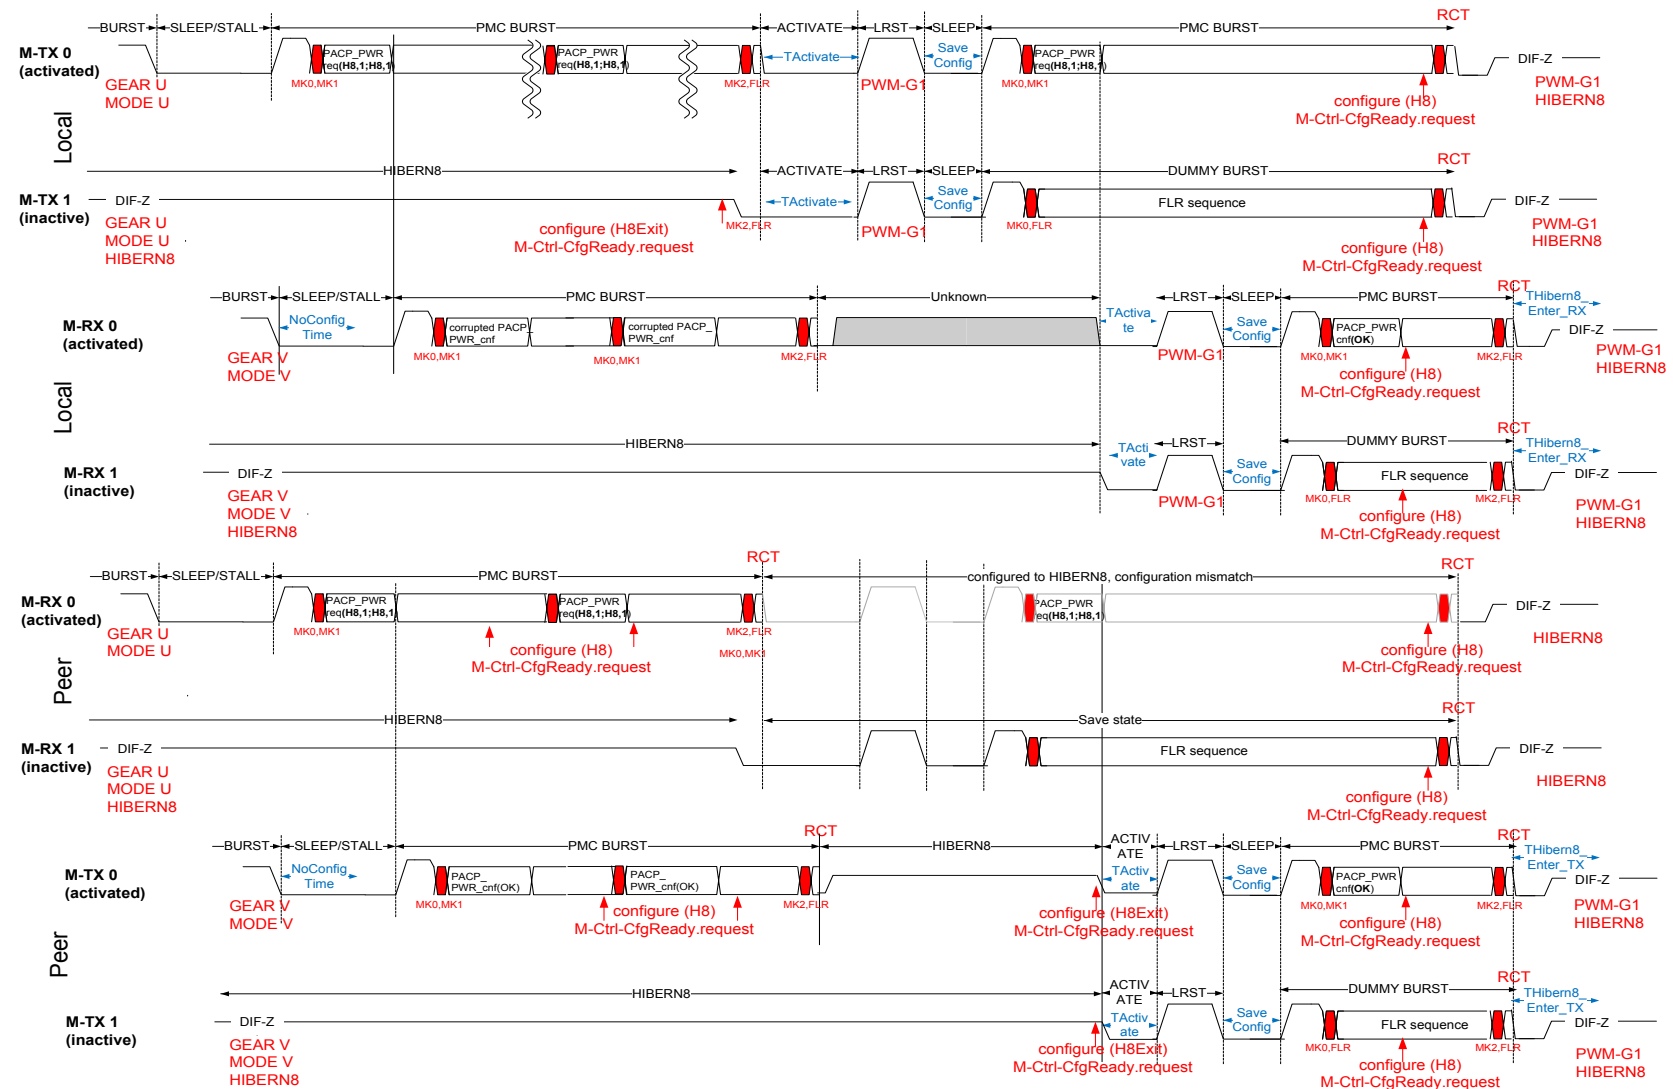 RCT
BURST SLEEP/STALL PMC BURST ACTIVATE LRST SLEEP PMC BURST
M-TX 0
(activated)
PACP_PWR
req(H8,1;H8,1)
PACP_PWR
req(H8,1;H8,1)
TActivate
Save
Config
PACP_PWR
req(H8,1;H8,1)
DIF-Z
GEAR U
MODE U
MK0,MK1
MK2,FLR
PWM-G1
MK0,MK1
configure (H8)
M-Ctrl-CfgReady.request
PWM-G1
HIBERN8
Local
RCT
HIBERN8 ACTIVATE LRST SLEEP DUMMY BURST
M-TX 1
(inactive)
DIF-Z
TActivate
Save
Config
FLR sequence
DIF-Z
GEAR U
MODE U
HIBERN8
configure (H8Exit)
M-Ctrl-CfgReady.request
MK2,FLR
PWM-G1
MK0,FLR
configure (H8)
M-Ctrl-CfgReady.request
PWM-G1
HIBERN8
RCT
BURST SLEEP/STALL PMC BURST Unknown LRST SLEEP PMC BURST
THibern8_
Enter_RX
M-RX 0
(activated)
NoConfig
Time
corrupted PACP_
PWR_cnf
corrupted PACP_
PWR_cnf
TActiva
te
Save
Config
PACP_PWR
cnf(OK)
DIF-Z
GEAR V
MODE V
MK0,MK1
MK0,MK1
MK2,FLR
PWM-G1
MK0,MK1
MK2,FLR
configure (H8)
M-Ctrl-CfgReady.request
PWM-G1
HIBERN8
Local
RCT
HIBERN8 LRST DUMMY BURST
THibern8_
Enter_RX
M-RX 1
(inactive)
DIF-Z
TActi
vate
Save
Config
FLR sequence
DIF-Z
GEAR V
MODE V
HIBERN8
PWM-G1
MK0,FLR
MK2,FLR
configure (H8)
M-Ctrl-CfgReady.request
PWM-G1
HIBERN8
RCT
RCT
BURST SLEEP/STALL PMC BURST configured to HIBERN8, configuration mismatch
M-RX 0
(activated)
PACP_PWR
req(H8,1;H8,1)
PACP_PWR
req(H8,1;H8,1)
PACP_PWR
req(H8,1;H8,1)
DIF-Z
GEAR U
MODE U
MK0,MK1
MK2,FLR
MK0,MK1
configure (H8)
M-Ctrl-CfgReady.request
configure (H8)
M-Ctrl-CfgReady.request
HIBERN8
Peer
RCT
HIBERN8 Save state
M-RX 1
(inactive)
DIF-Z
FLR sequence
DIF-Z
GEAR U
MODE U
HIBERN8
configure (H8)
M-Ctrl-CfgReady.request
HIBERN8
RCT
RCT
BURST SLEEP/STALL PMC BURST HIBERN8 ACTIV
ATE LRST SLEEP PMC BURST
THibern8_
Enter_TX
M-TX 0
(activated)
NoConfig
Time
PACP_
PWR_cnf(OK)
PACP_
PWR_cnf(OK)
TActiv
ate
Save
Config
PACP_PWR
cnf(OK)
DIF-Z
GEAR V
MODE V
MK0,MK1
configure (H8)
M-Ctrl-CfgReady.request
MK2,FLR
configure (H8Exit)
M-Ctrl-CfgReady.request
MK0,MK1
MK2,FLR
configure (H8)
M-Ctrl-CfgReady.request
PWM-G1
HIBERN8
Peer
RCT
HIBERN8 ACTIV
ATE LRST DUMMY BURST
THibern8_
Enter_TX
M-TX 1
(inactive)
DIF-Z
TActiv
ate
Save
Config
FLR sequence
DIF-Z
GEAR V
MODE V
HIBERN8
configure (H8Exit)
M-Ctrl-CfgReady.request
MK0,FLR
MK2,FLR
configure (H8)
M-Ctrl-CfgReady.request
PWM-G1
HIBERN8